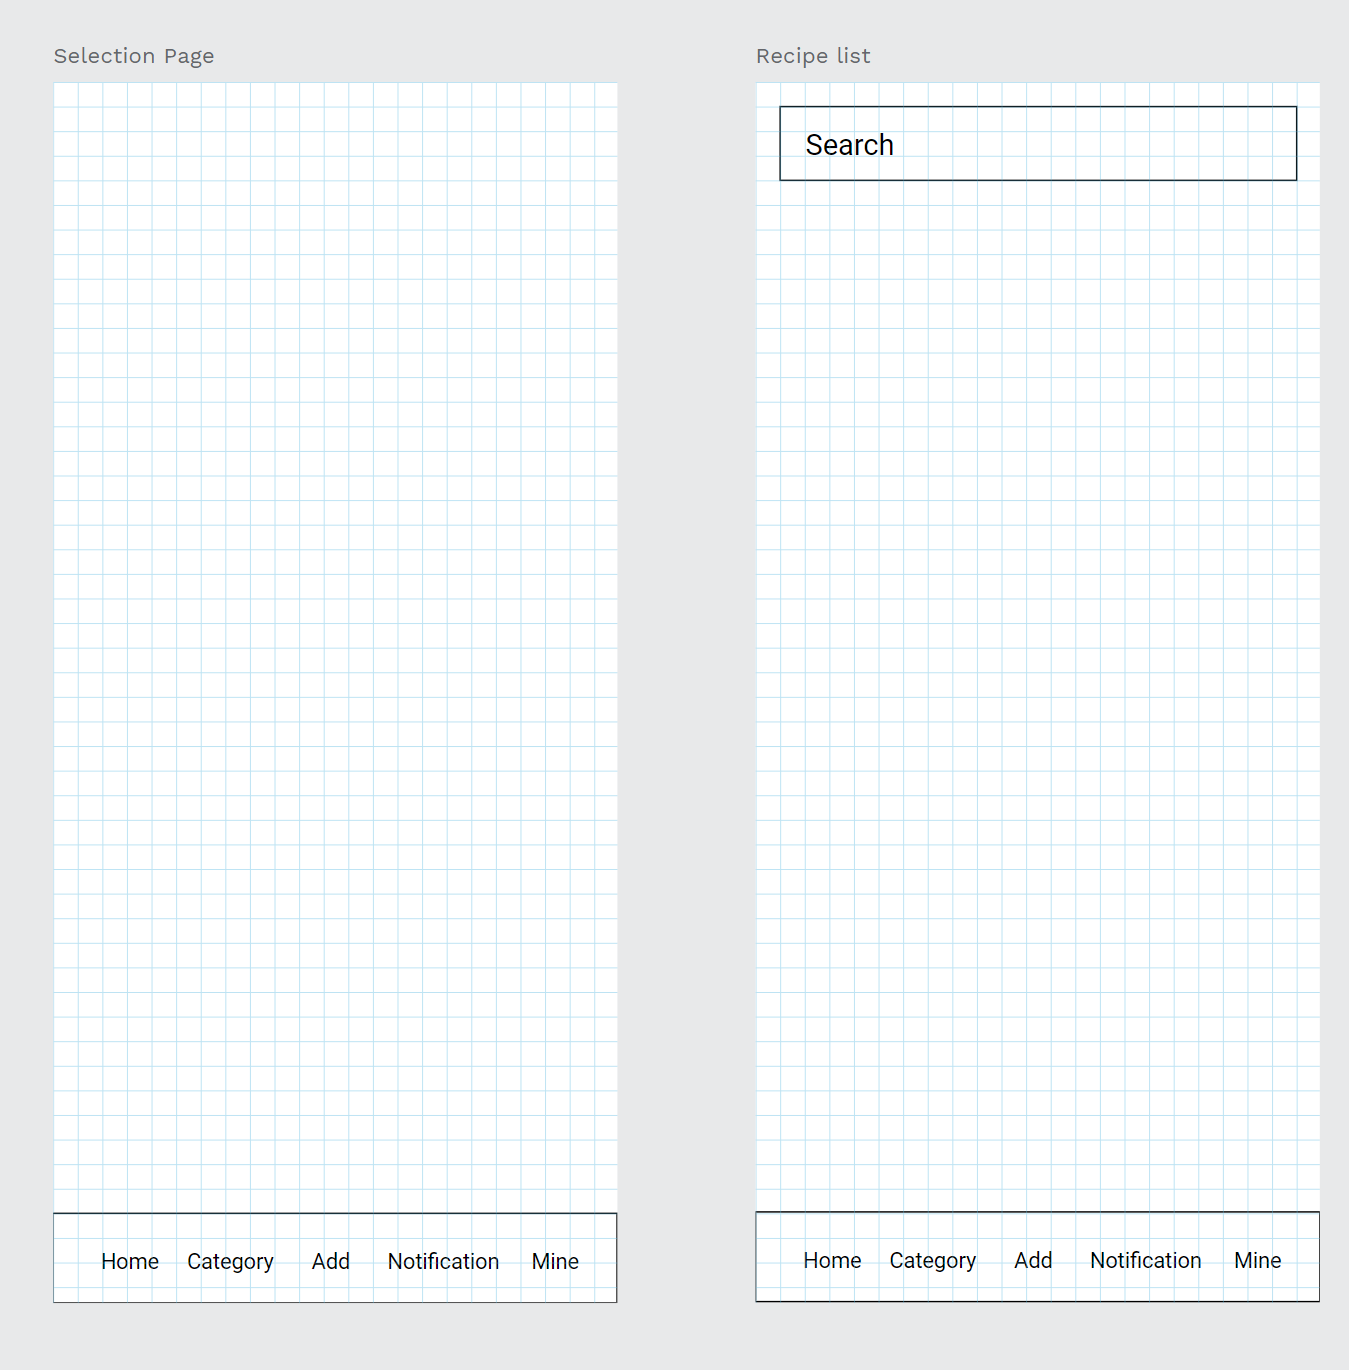 Selection Page
Home Category Add Notification Mine
Recipe list
Search
Home Category Add Notification Mine